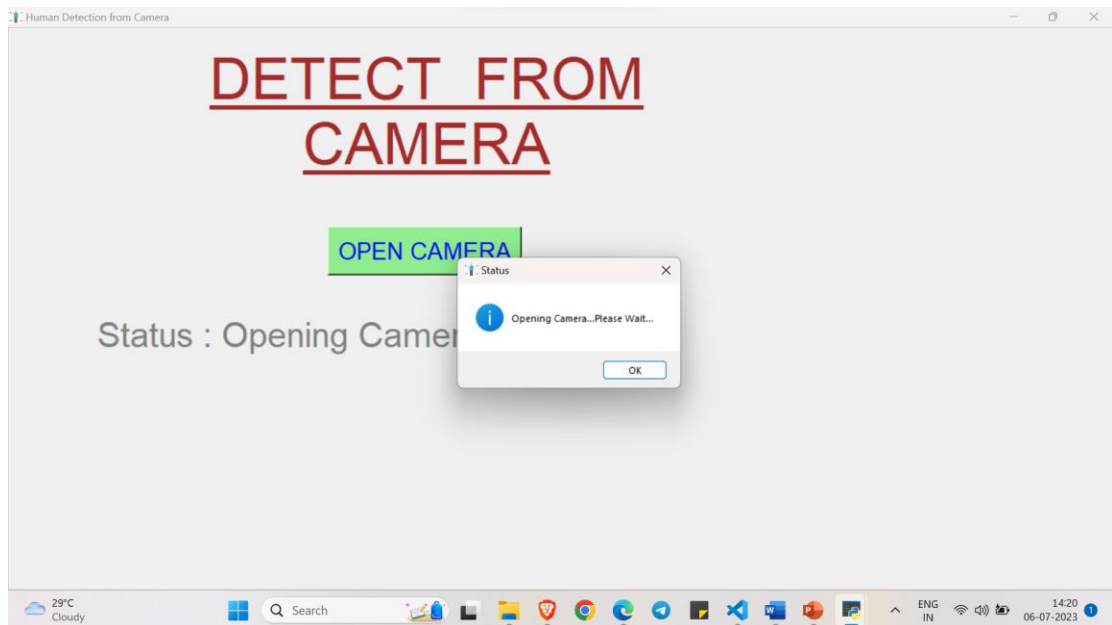 Human Detection from Camera
DETECT FROM
CAMERA
OPEN CAMERA
Status
Opening Camera...Please Wait...
Status : Opening Camer
OK
29°C
Cloudy
Search
ENG
IN
14:20
06-07-2023
1